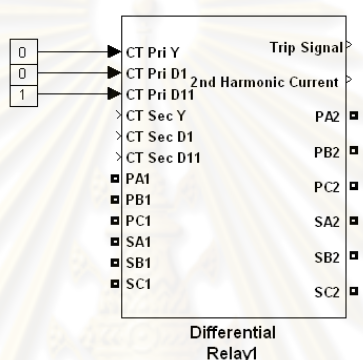 0
0
1
CT Pri Y
CT Pri D1
CT Pri D11
CT Sec Y
CT Sec D1
CT Sec D11
PA1
PB1
PC1
SA1
SB1
SC1
Trip Signal
2nd Harmonic Current
PA2
PB2
PC2
SA2
SB2
SC2
Differential
Relay1